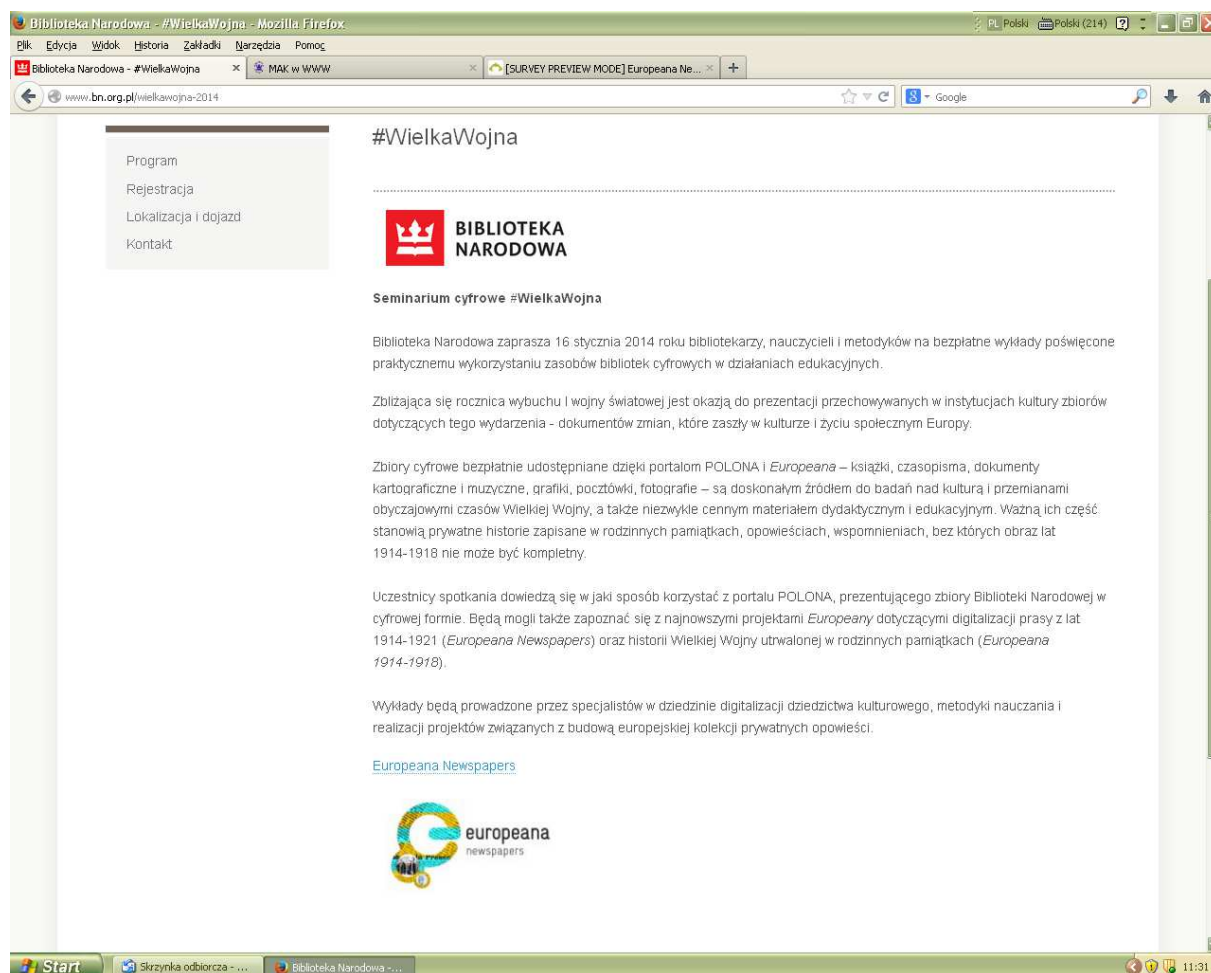 Biblioteka Narodowa - #WielkaWojna - Mozilla Firefox
PL Polski Polski (214)
Plik Edycja Widok Historia Zakładki Narzędzia Pomoc
Biblioteka Narodowa - #WielkaWojna
MAK w WWW
[SURVEY PREVIEW MODE] Europeana Ne...
www.bn.org.pl/wielkawojna-2014
Google
Program
Rejestracja
Lokalizacja i dojazd
Kontakt
#WielkaWojna
BIBLIOTEKA
NARODOWA
Seminarium cyfrowe #WielkaWojna
Biblioteka Narodowa zaprasza 16 stycznia 2014 roku bibliotekarzy, nauczycieli i metodyków na bezpłatne wykłady poświęcone
praktycznemu wykorzystaniu zasobów bibliotek cyfrowych w działaniach edukacyjnych.
Zbliżająca się rocznica wybuchu I wojny światowej jest okazją do prezentacji przechowywanych w instytucjach kultury zbiorów
dotyczących tego wydarzenia - dokumentów zmian, które zaszły w kulturze i życiu społecznym Europy.
Zbiory cyfrowe bezpłatnie udostępniane dzięki portalom POLONA i Europeana – książki, czasopisma, dokumenty
kartograficzne i muzyczne, grafiki, pocztówki, fotografie – są doskonałym źródłem do badań nad kulturą i przemianami
obyczajowymi czasów Wielkiej Wojny, a także niezwykle cennym materiałem dydaktycznym i edukacyjnym. Ważną ich część
stanowią prywatne historie zapisane w rodzinnych pamiątkach, opowieściach, wspomnieniach, bez których obraz lat
1914-1918 nie może być kompletny.
Uczestnicy spotkania dowiedzą się w jaki sposób korzystać z portalu POLONA, prezentującego zbiory Biblioteki Narodowej w
cyfrowej formie. Będą mogli także zapoznać się z najnowszymi projektami Europeany dotyczącymi digitalizacji prasy z lat
1914-1921 (Europeana Newspapers) oraz historii Wielkiej Wojny utrwalonej w rodzinnych pamiątkach (Europeana
1914-1918).
Wykłady będą prowadzone przez specjalistów w dziedzinie digitalizacji dziedzictwa kulturowego, metodyki nauczania i
realizacji projektów związanych z budową europejskiej kolekcji prywatnych opowieści.
Europeana Newspapers
europeana
newspapers
Start
Skrzynka odbiorcza - ...
Biblioteka Narodowa -...
11:31